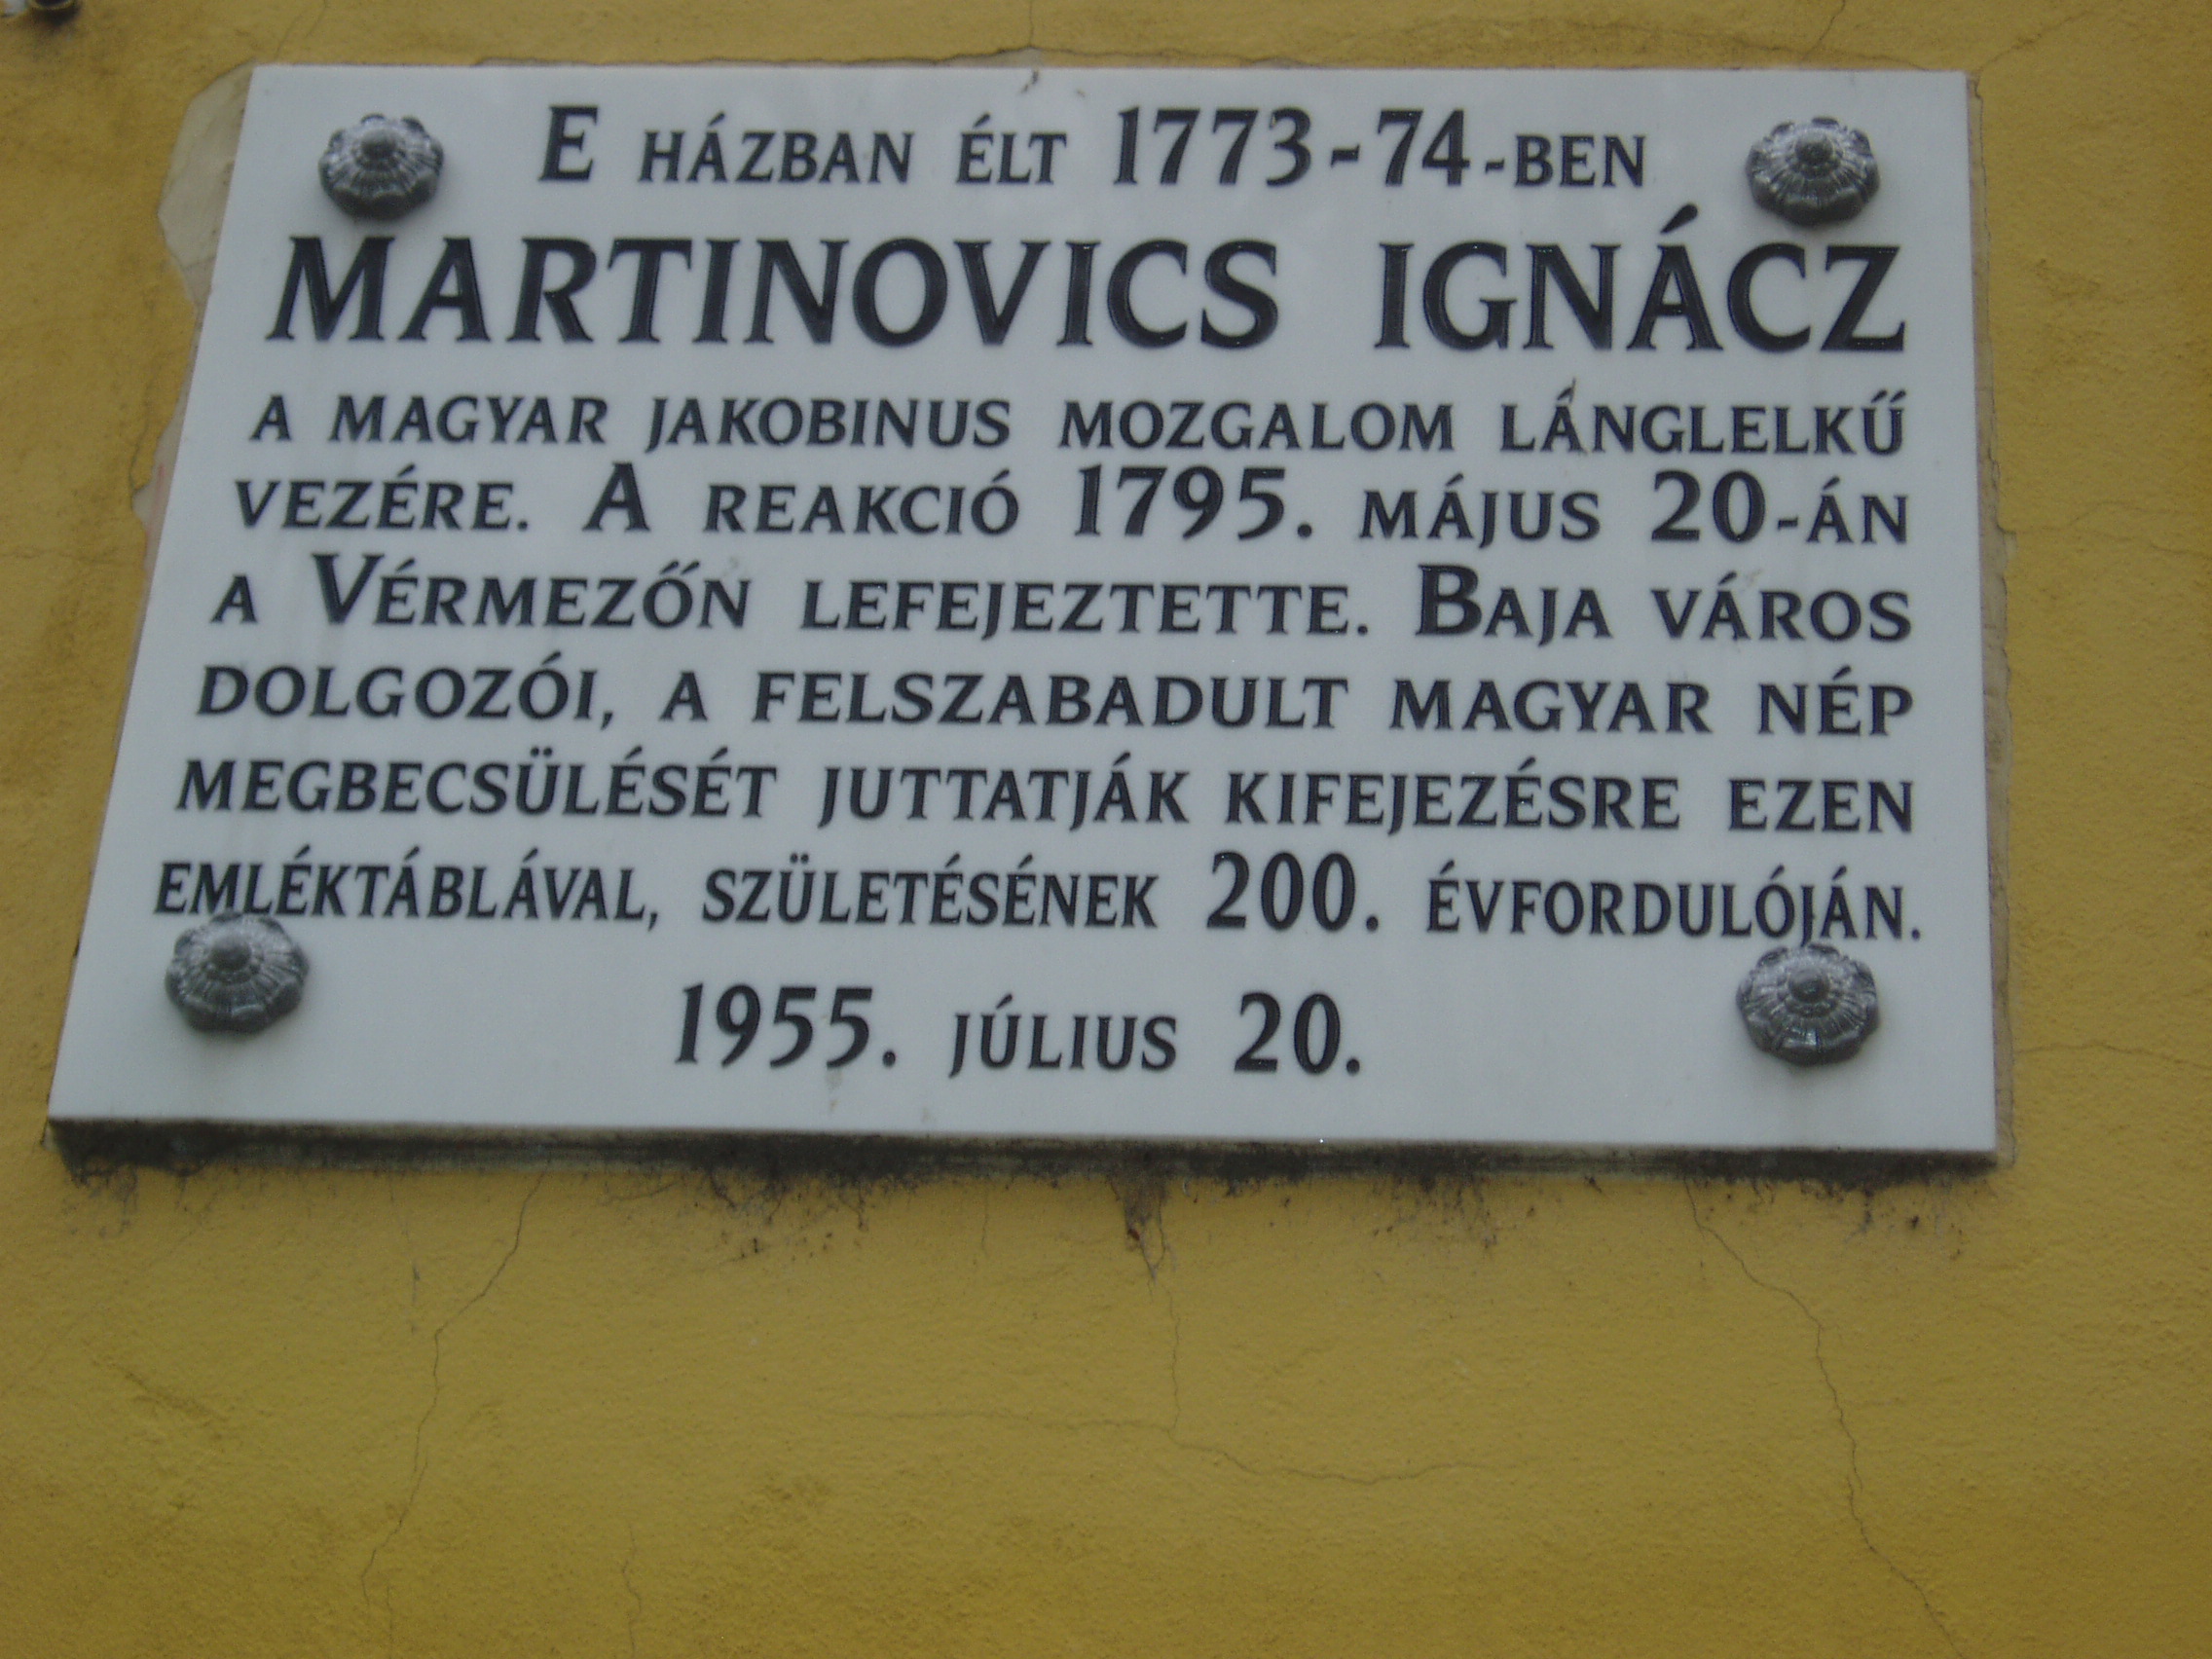 E HÁZBAN ÉLT 1773-74-BEN
MARTINOVICS IGNÁCZ
A MAGYAR JAKOBINUS MOZGALOM LÁNGLELKŰ
VEZÉRE. A REAKCIÓ 1795. MÁJUS 20-ÁN
A VÉRMEZŐN LEFEJEZTETTE. BAJA VÁROS
DOLGOZÓI, A FELSZABADULT MAGYAR NÉP
MEGBECSÜLÉSÉT JUTTATJÁK KIFEJEZÉSRE EZEN
EMLÉKTÁBLÁVAL, SZÜLETÉSÉNEK 200. ÉVFORDULÓJÁN.
1955. JÚLIUS 20.